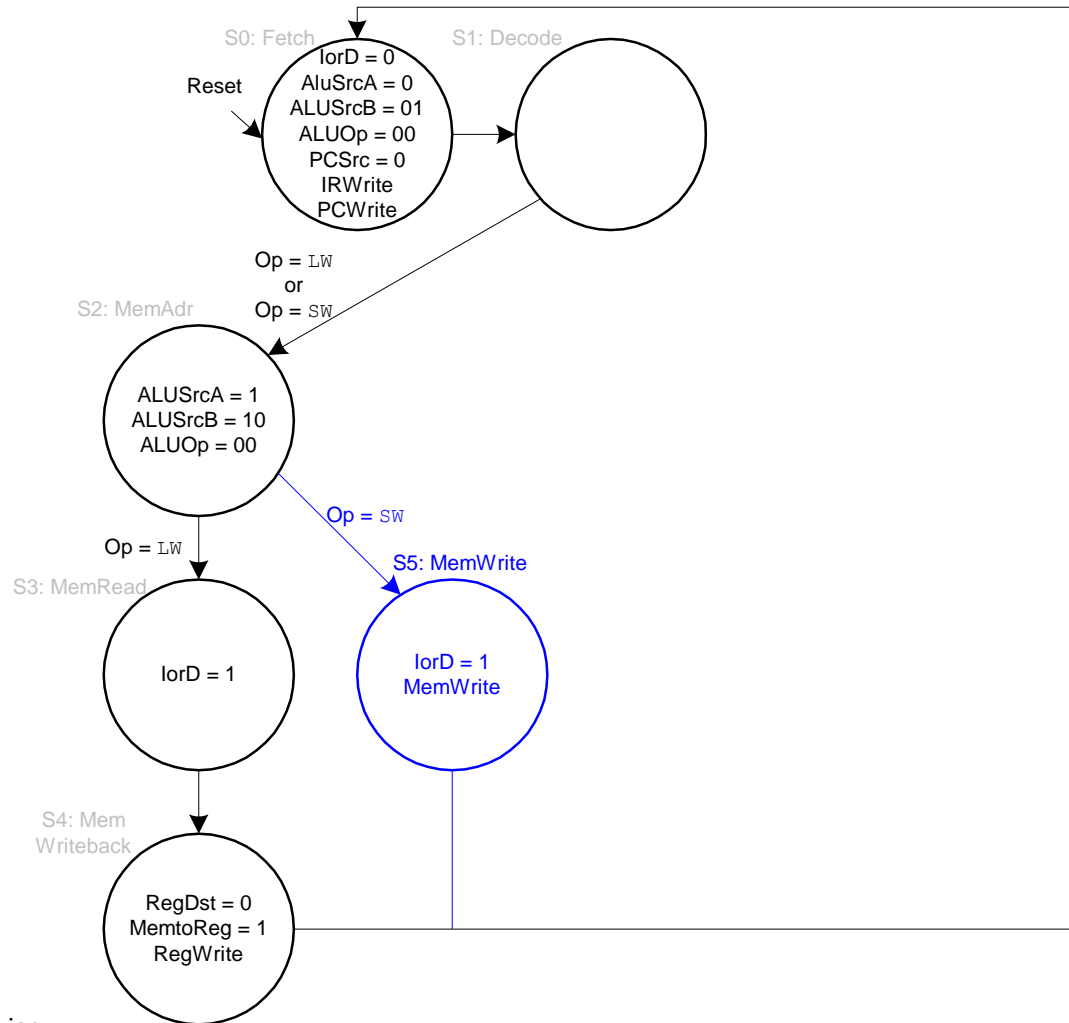 S0: Fetch
S1: Decode
Reset
IorD = 0
AluSrcA = 0
ALUSrcB = 01
ALUOp = 00
PCSrc = 0
IRWrite
PCWrite
Op = LW
or
Op = SW
S2: MemAdr
ALUSrcA = 1
ALUSrcB = 10
ALUOp = 00
Op = SW
Op = LW
S5: MemWrite
S3: MemRead
IorD = 1
IorD = 1
MemWrite
S4: Mem
Writeback
RegDst = 0
MemtoReg = 1
RegWrite